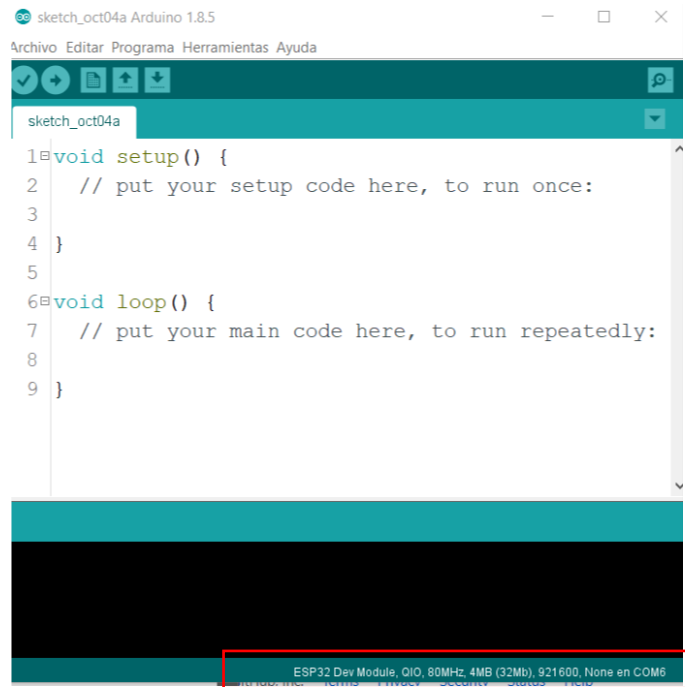 sketch_oct04a Arduino 1.8.5
Archivo Editar Programa Herramientas Ayuda
sketch_oct04a
1 void setup() {
2 // put your setup code here, to run once:
3
4 }
5
6 void loop() {
7 // put your main code here, to run repeatedly:
8
9 }
ESP32 Dev Module, QIO, 80MHz, 4MB (32Mb), 921600, None en COM6